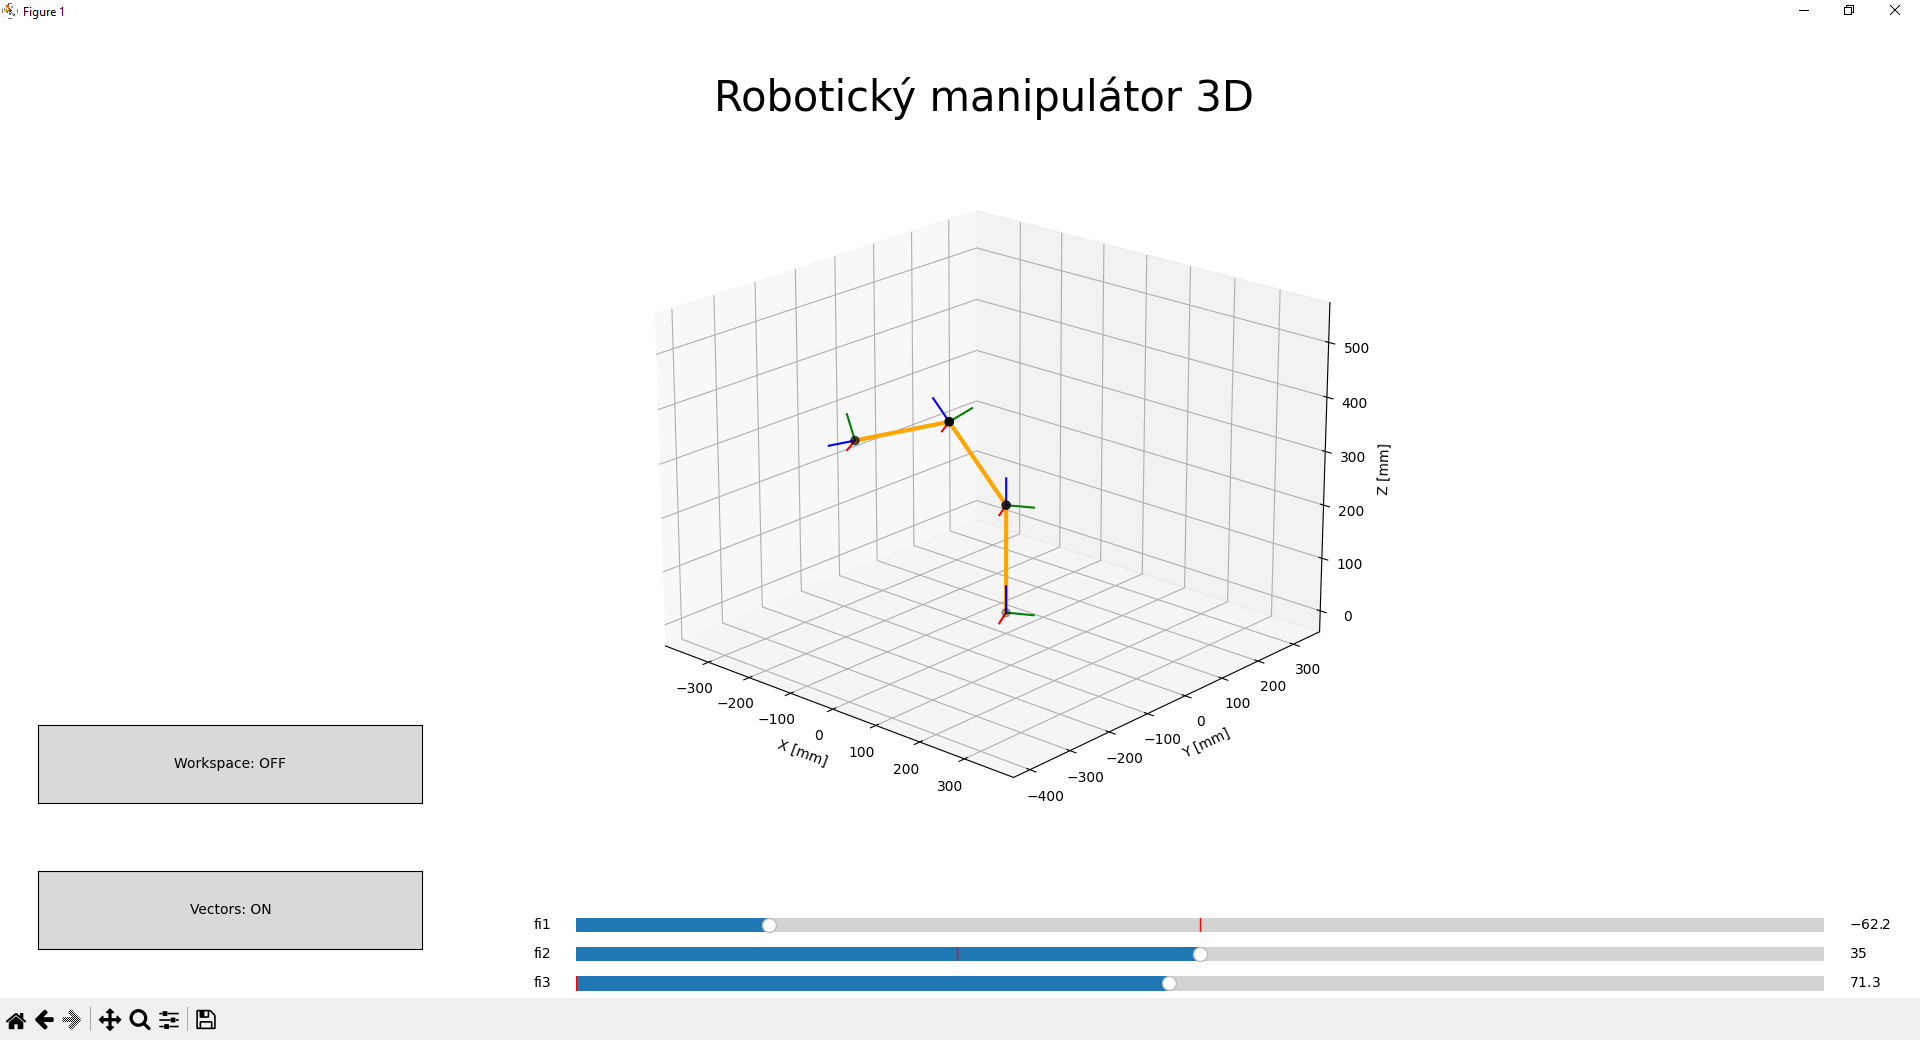 Figure 1
Robotický manipulátor 3D
500
400
300
200
100
0
Z [mm]
−300
−200
−100
0
100
200
300
X [mm]
−400
−300
−200
−100
0
100
200
300
Y [mm]
Workspace: OFF
Vectors: ON
fi1 −62.2
fi2 35
fi3 71.3